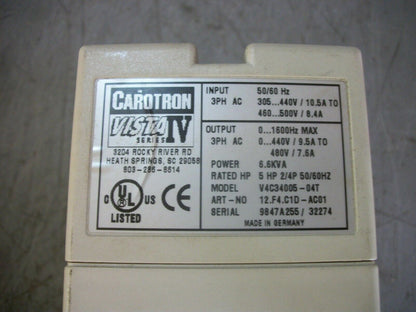 CAROTRON
VISTA IV
SERIES
3204 ROCKY RIVER RD
HEATH SPRINGS, SC 29058
803-286-8614
C UL US CE
LISTED
INPUT 50/60 Hz
3PH AC 305...440V / 10.5A TO
460...500V / 8.4A
OUTPUT 0...1600Hz MAX
3PH AC 0...440V / 9.5A TO
480V / 7.6A
POWER 6.6KVA
RATED HP 5 HP 2/4P 50/60HZ
MODEL V4C34005-04T
ART-NO 12.F4.C1D-AC01
SERIAL 9847A255 / 32274
MADE IN GERMANY